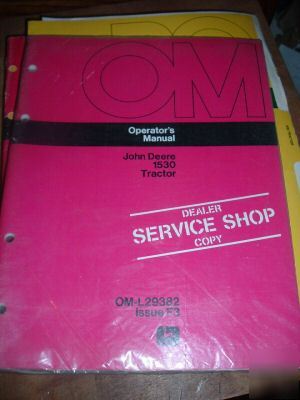 OM
Operator's
Manual
John Deere
1530
Tractor
DEALER
SERVICE SHOP
COPY
OM-L29382
Issue F3